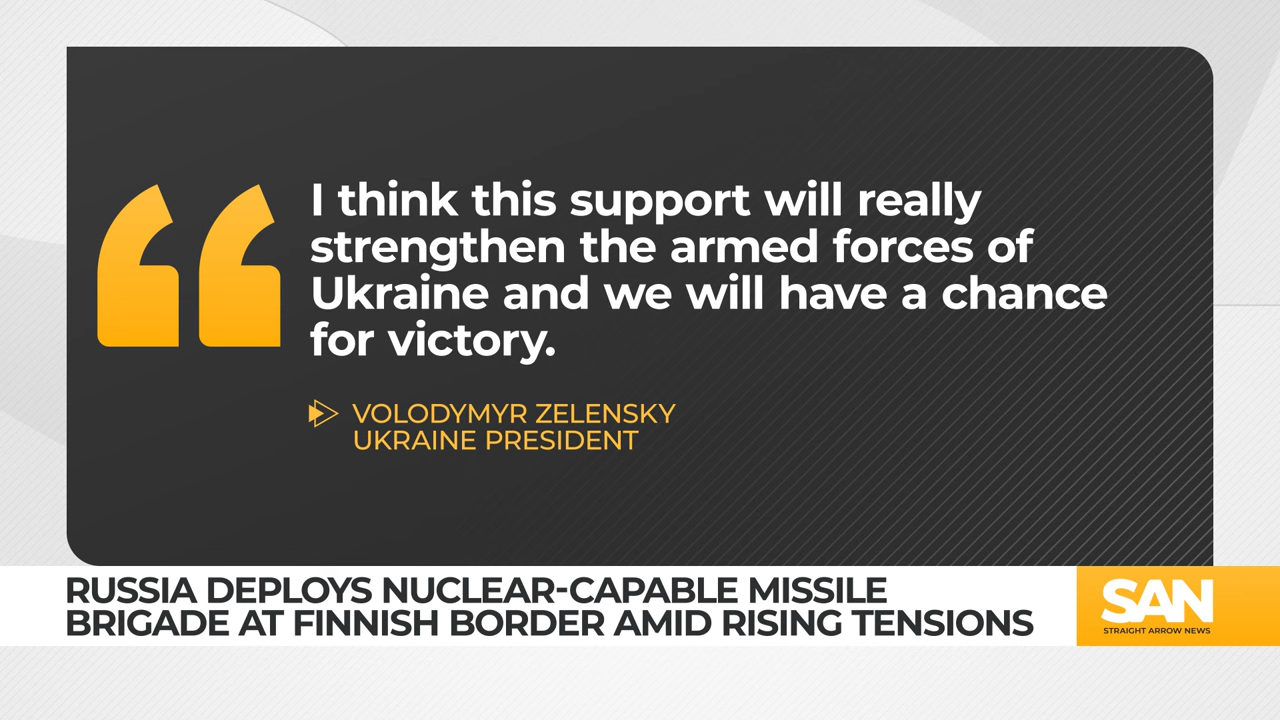 I think this support will really
strengthen the armed forces of
Ukraine and we will have a chance
for victory.
VOLODYMYR ZELENSKY
UKRAINE PRESIDENT
RUSSIA DEPLOYS NUCLEAR-CAPABLE MISSILE
BRIGADE AT FINNISH BORDER AMID RISING TENSIONS
SAN
STRAIGHT ARROW NEWS